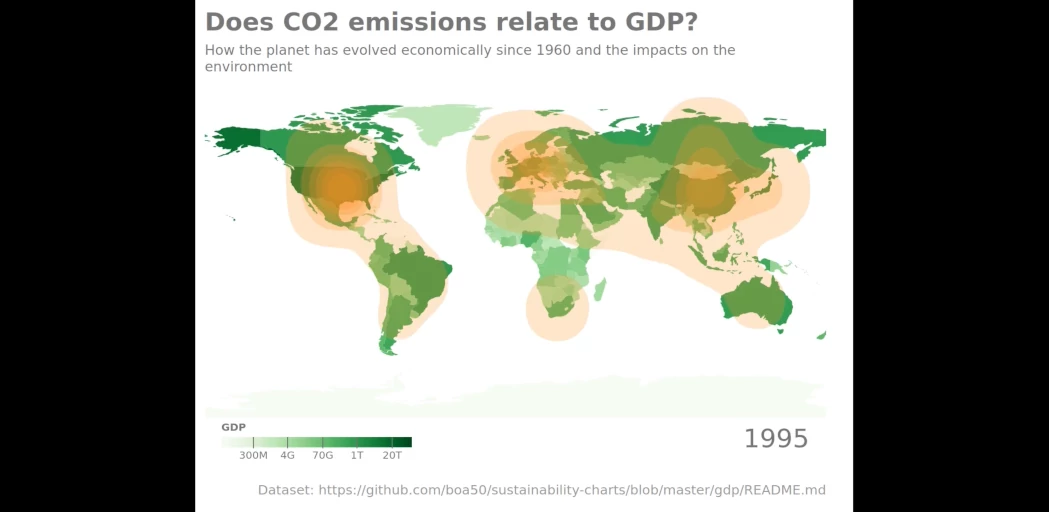 Does CO2 emissions relate to GDP?
How the planet has evolved economically since 1960 and the impacts on the
environment
GDP
300M 4G 70G 1T 20T
1995
Dataset: https://github.com/boa50/sustainability-charts/blob/master/gdp/README.md